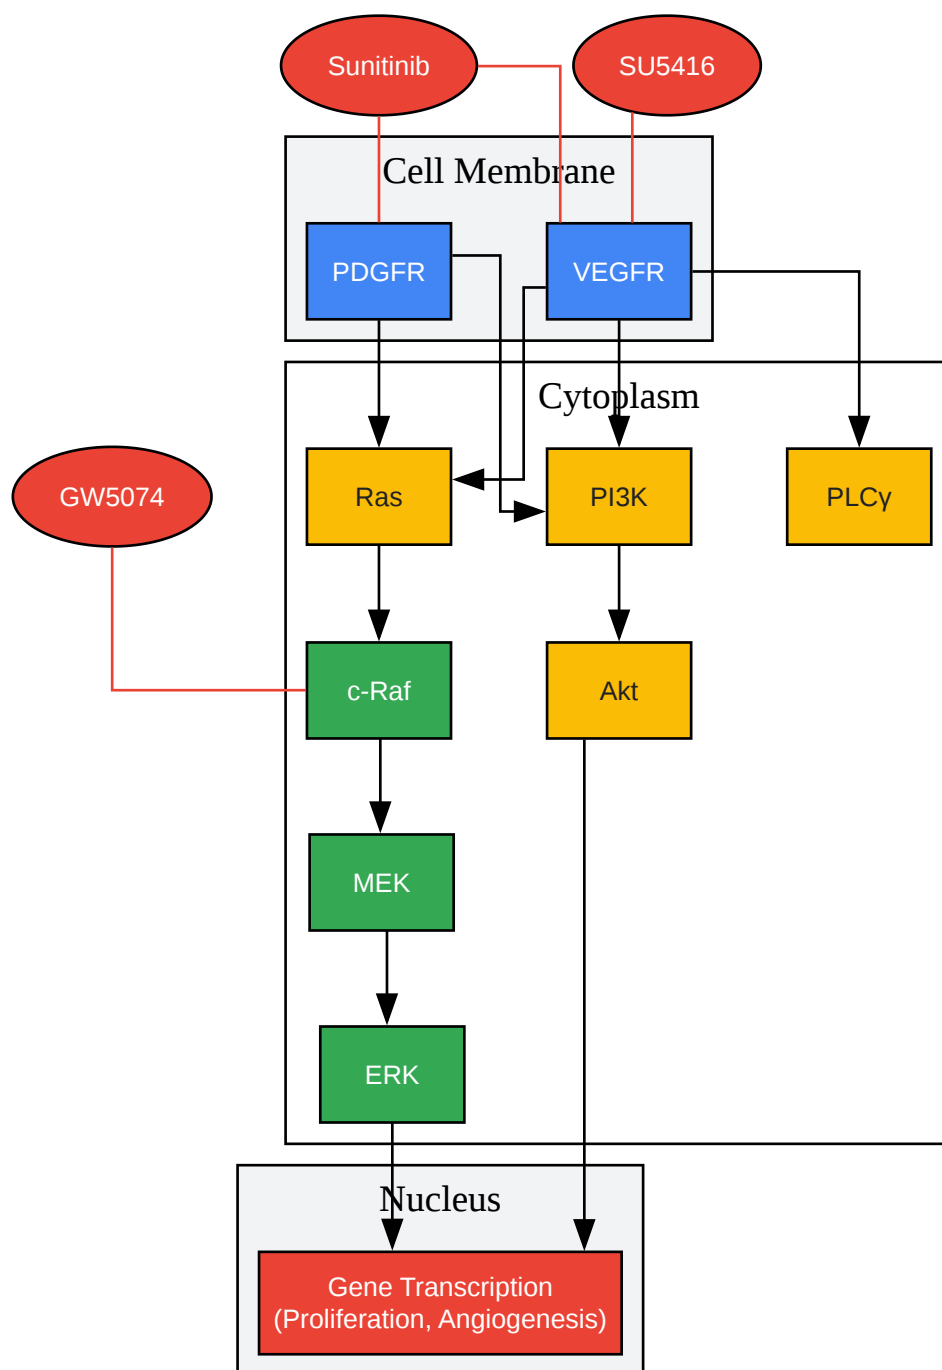 Sunitinib
SU5416
Cell Membrane
PDGFR
VEGFR
Cytoplasm
GW5074
Ras
PI3K
PLCγ
c-Raf
Akt
MEK
ERK
Nucleus
Gene Transcription
(Proliferation, Angiogenesis)